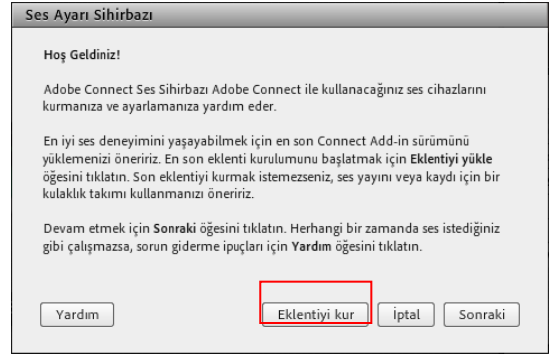 Ses Ayarı Sihirbazı
Hoş Geldiniz!
Adobe Connect Ses Sihirbazı Adobe Connect ile kullanacağınız ses cihazlarını
kurmanıza ve ayarlamanıza yardım eder.
En iyi ses deneyimini yaşayabilmek için en son Connect Add-in sürümünü
yüklemenizi öneririz. En son eklenti kurulumunu başlatmak için Eklentiyi yükle
öğesini tıklatın. Son eklentiyi kurmak istemezseniz, ses yayını veya kaydı için bir
kulaklık takımı kullanmanızı öneririz.
Devam etmek için Sonraki öğesini tıklatın. Herhangi bir zamanda ses istediğiniz
gibi çalışmazsa, sorun giderme ipuçları için Yardım öğesini tıklatın.
Yardım Eklentiyi kur İptal Sonraki